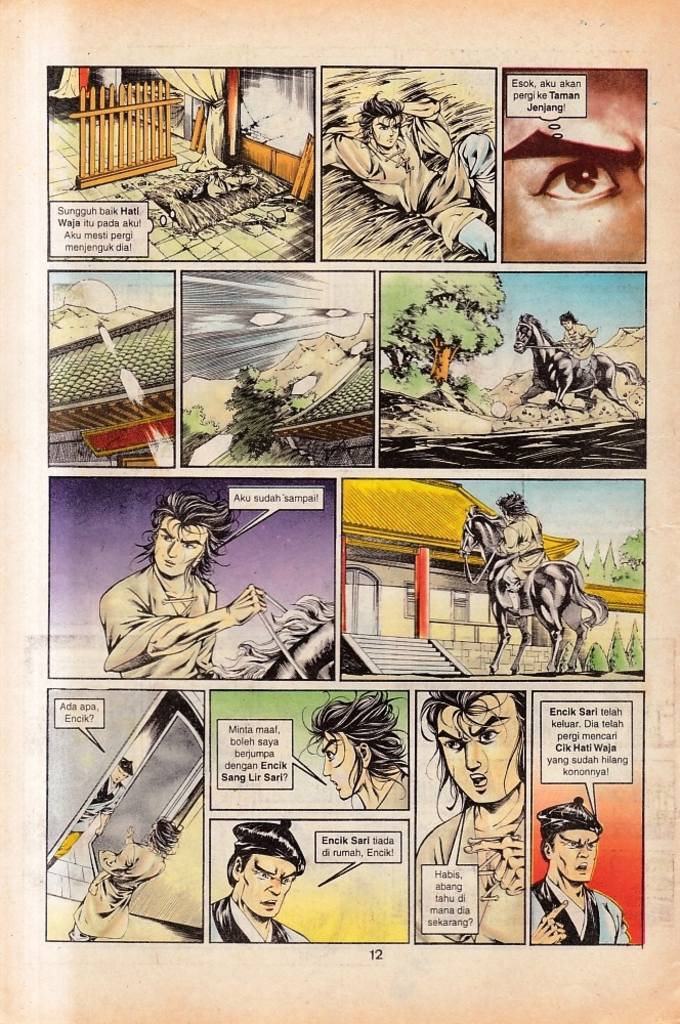 Sungguh baik Hati
Waja itu pada aku!
Aku mesti pergi
menjenguk dia!
Esok, aku akan
pergi ke Taman
Jenjang!
Aku sudah sampai!
Ada apa,
Encik?
Minta maaf,
boleh saya
berjumpa
dengan Encik
Sang Lir Sari?
Encik Sari tiada
di rumah, Encik!
Habis,
abang
tahu di
mana dia
sekarang?
Encik Sari telah
keluar. Dia telah
pergi mencari
Cik Hati Waja
yang sudah hilang
kononnya!
12